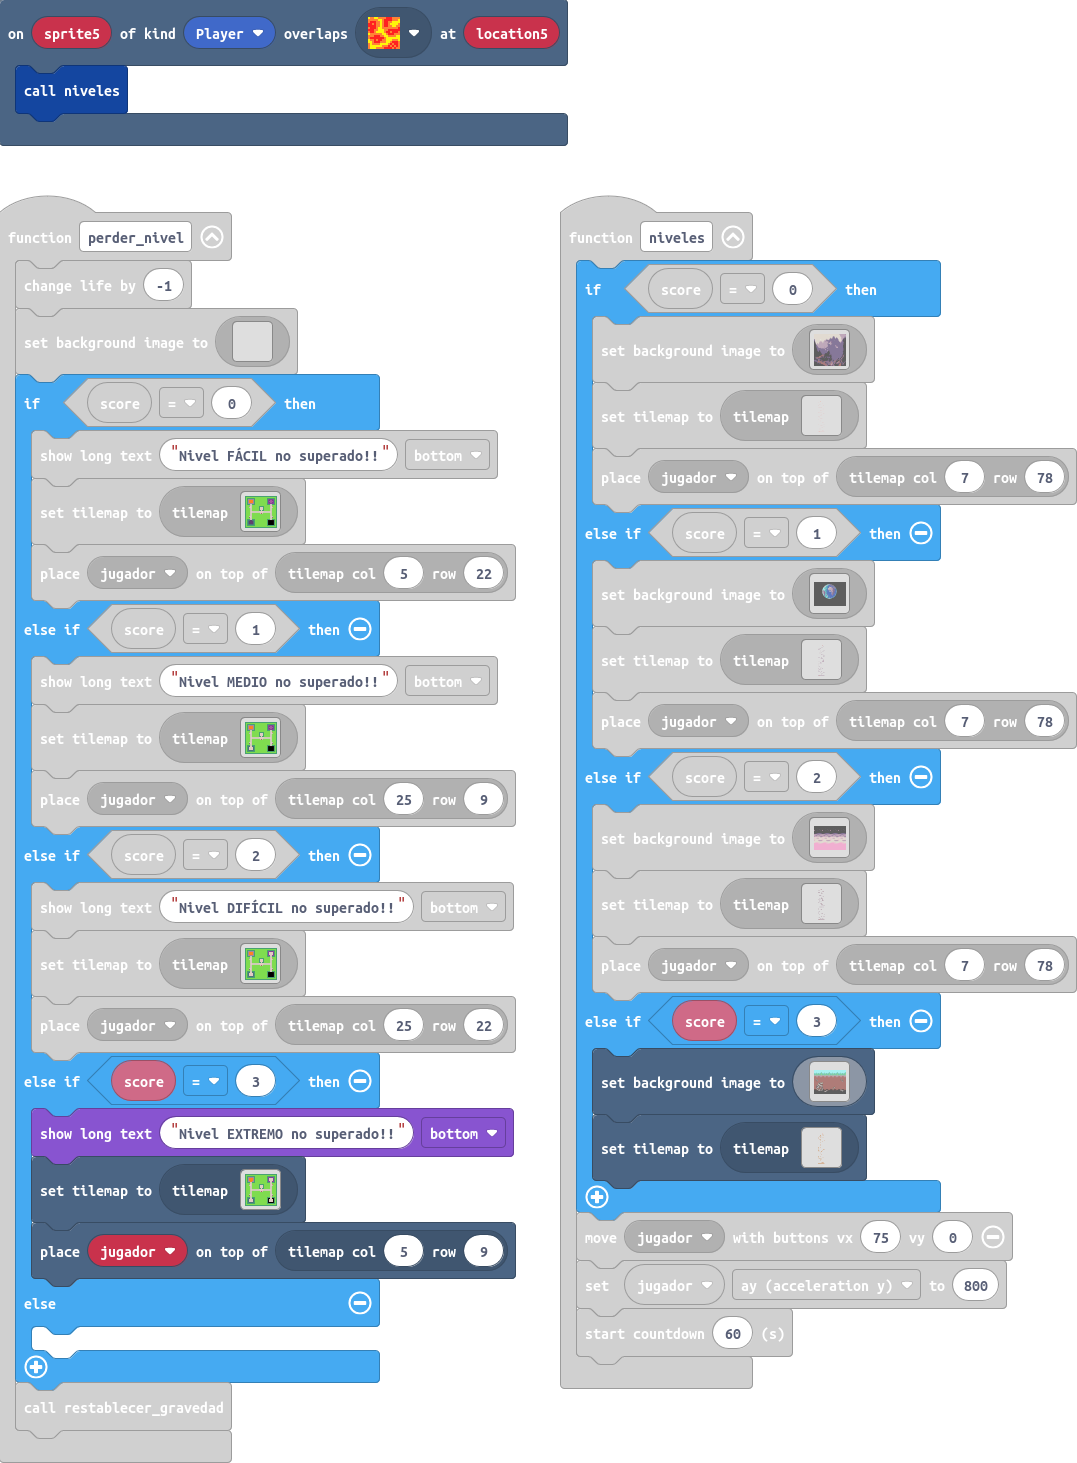 on sprite5 of kind Player overlaps at location5
call niveles
function perder_nivel
change life by -1
set background image to
if score = 0 then
show long text "Nivel FÁCIL no superado!!" bottom
set tilemap to tilemap
place jugador on top of tilemap col 5 row 22
else if score = 1 then
show long text "Nivel MEDIO no superado!!" bottom
set tilemap to tilemap
place jugador on top of tilemap col 25 row 9
else if score = 2 then
show long text "Nivel DIFÍCIL no superado!!" bottom
set tilemap to tilemap
place jugador on top of tilemap col 25 row 22
else if score = 3 then
show long text "Nivel EXTREMO no superado!!" bottom
set tilemap to tilemap
place jugador on top of tilemap col 5 row 9
else
call restablecer_gravedad
function niveles
if score = 0 then
set background image to
set tilemap to tilemap
place jugador on top of tilemap col 7 row 78
else if score = 1 then
set background image to
set tilemap to tilemap
place jugador on top of tilemap col 7 row 78
else if score = 2 then
set background image to
set tilemap to tilemap
place jugador on top of tilemap col 7 row 78
else if score = 3 then
set background image to
set tilemap to tilemap
move jugador with buttons vx 75 vy 0
set jugador ay (acceleration y) to 800
start countdown 60 (s)